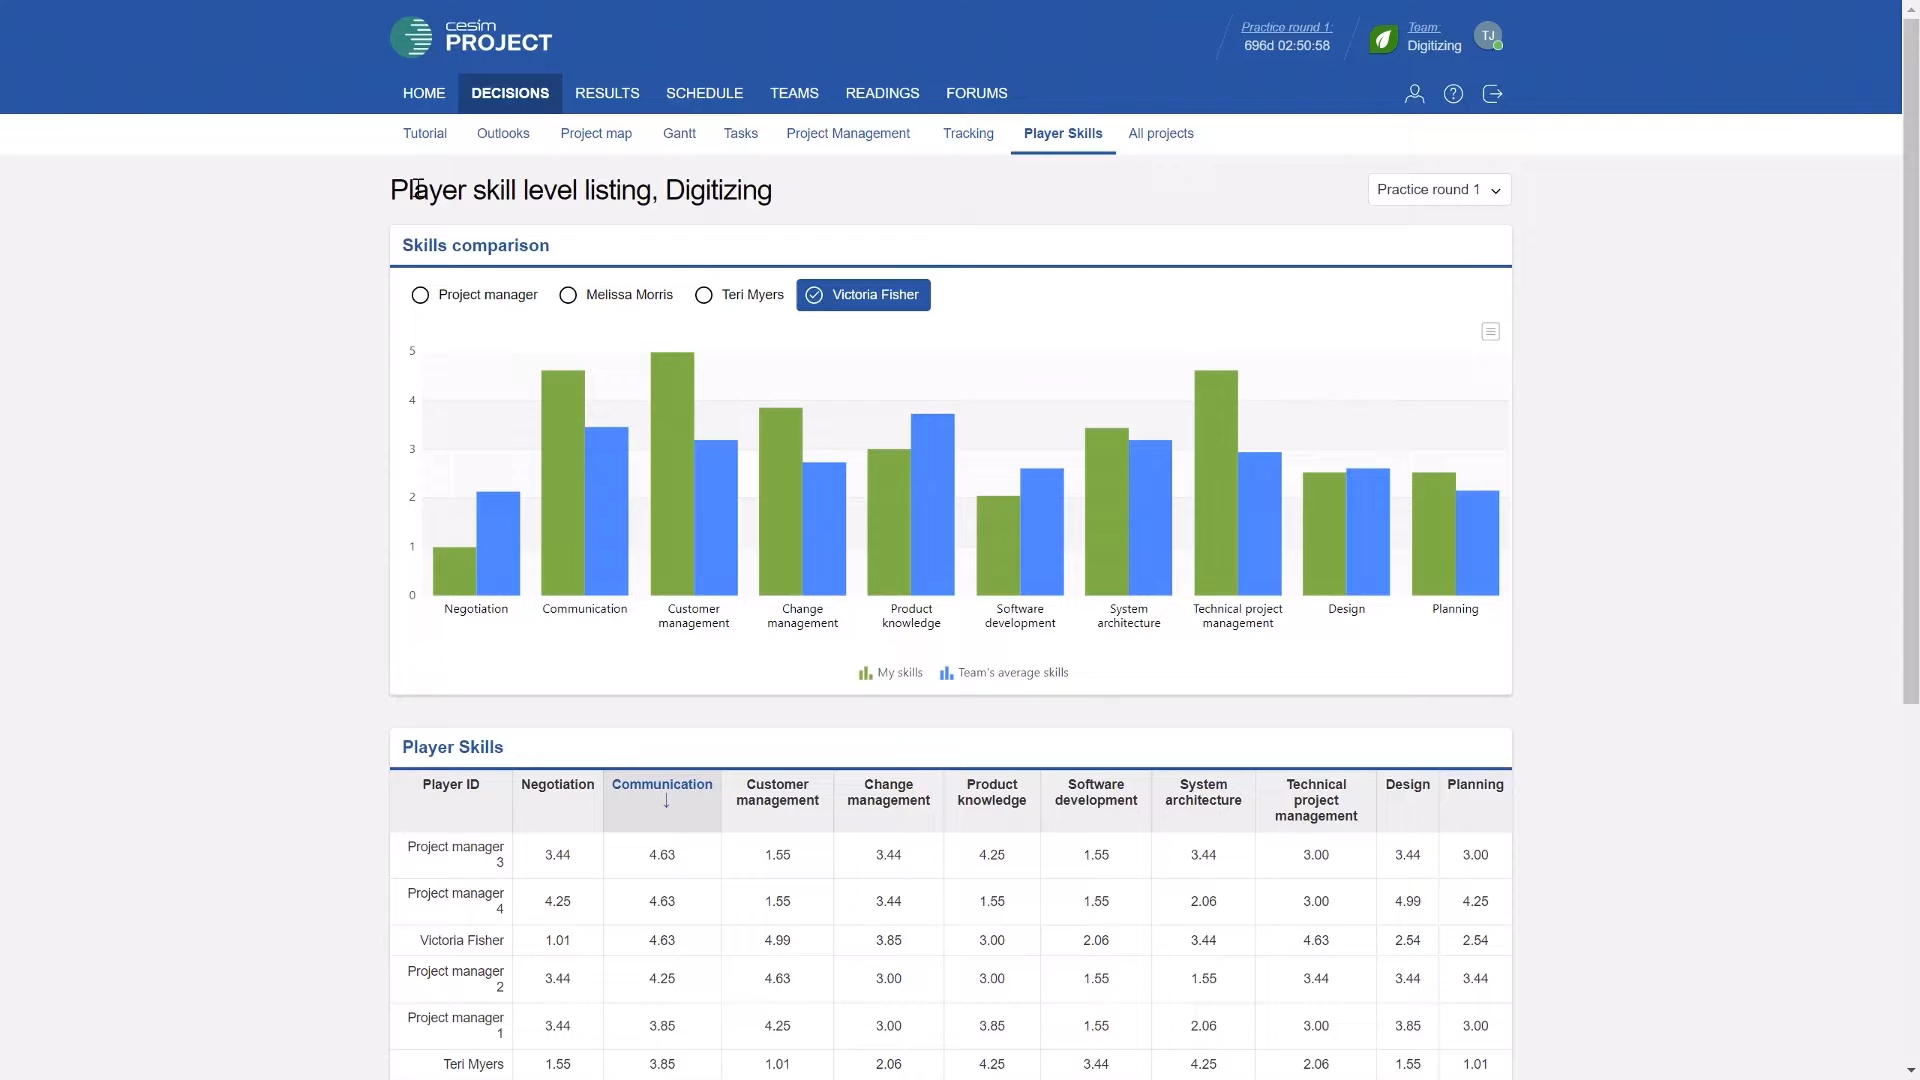 cesim
PROJECT
Practice round 1:
696d 02:50:58
Team:
Digitizing
TJ
HOME DECISIONS RESULTS SCHEDULE TEAMS READINGS FORUMS
Tutorial Outlooks Project map Gantt Tasks Project Management Tracking Player Skills All projects
Player skill level listing, Digitizing
Practice round 1
Skills comparison
Project manager Melissa Morris Teri Myers Victoria Fisher
5
4
3
2
1
0
Negotiation Communication Customer management Change management Product knowledge Software development System architecture Technical project management Design Planning
My skills Team's average skills
Player Skills
Player ID Negotiation Communication ↓ Customer management Change management Product knowledge Software development System architecture Technical project management Design Planning
Project manager 3 3.44 4.63 1.55 3.44 4.25 1.55 3.44 3.00 3.44 3.00
Project manager 4 4.25 4.63 1.55 3.44 1.55 1.55 2.06 3.00 4.99 4.25
Victoria Fisher 1.01 4.63 4.99 3.85 3.00 2.06 3.44 4.63 2.54 2.54
Project manager 2 3.44 4.25 4.63 3.00 3.00 1.55 1.55 3.44 3.44 3.44
Project manager 1 3.44 3.85 4.25 3.00 3.85 1.55 2.06 3.00 3.85 3.00
Teri Myers 1.55 3.85 1.01 2.06 4.25 3.44 4.25 2.06 1.55 1.01